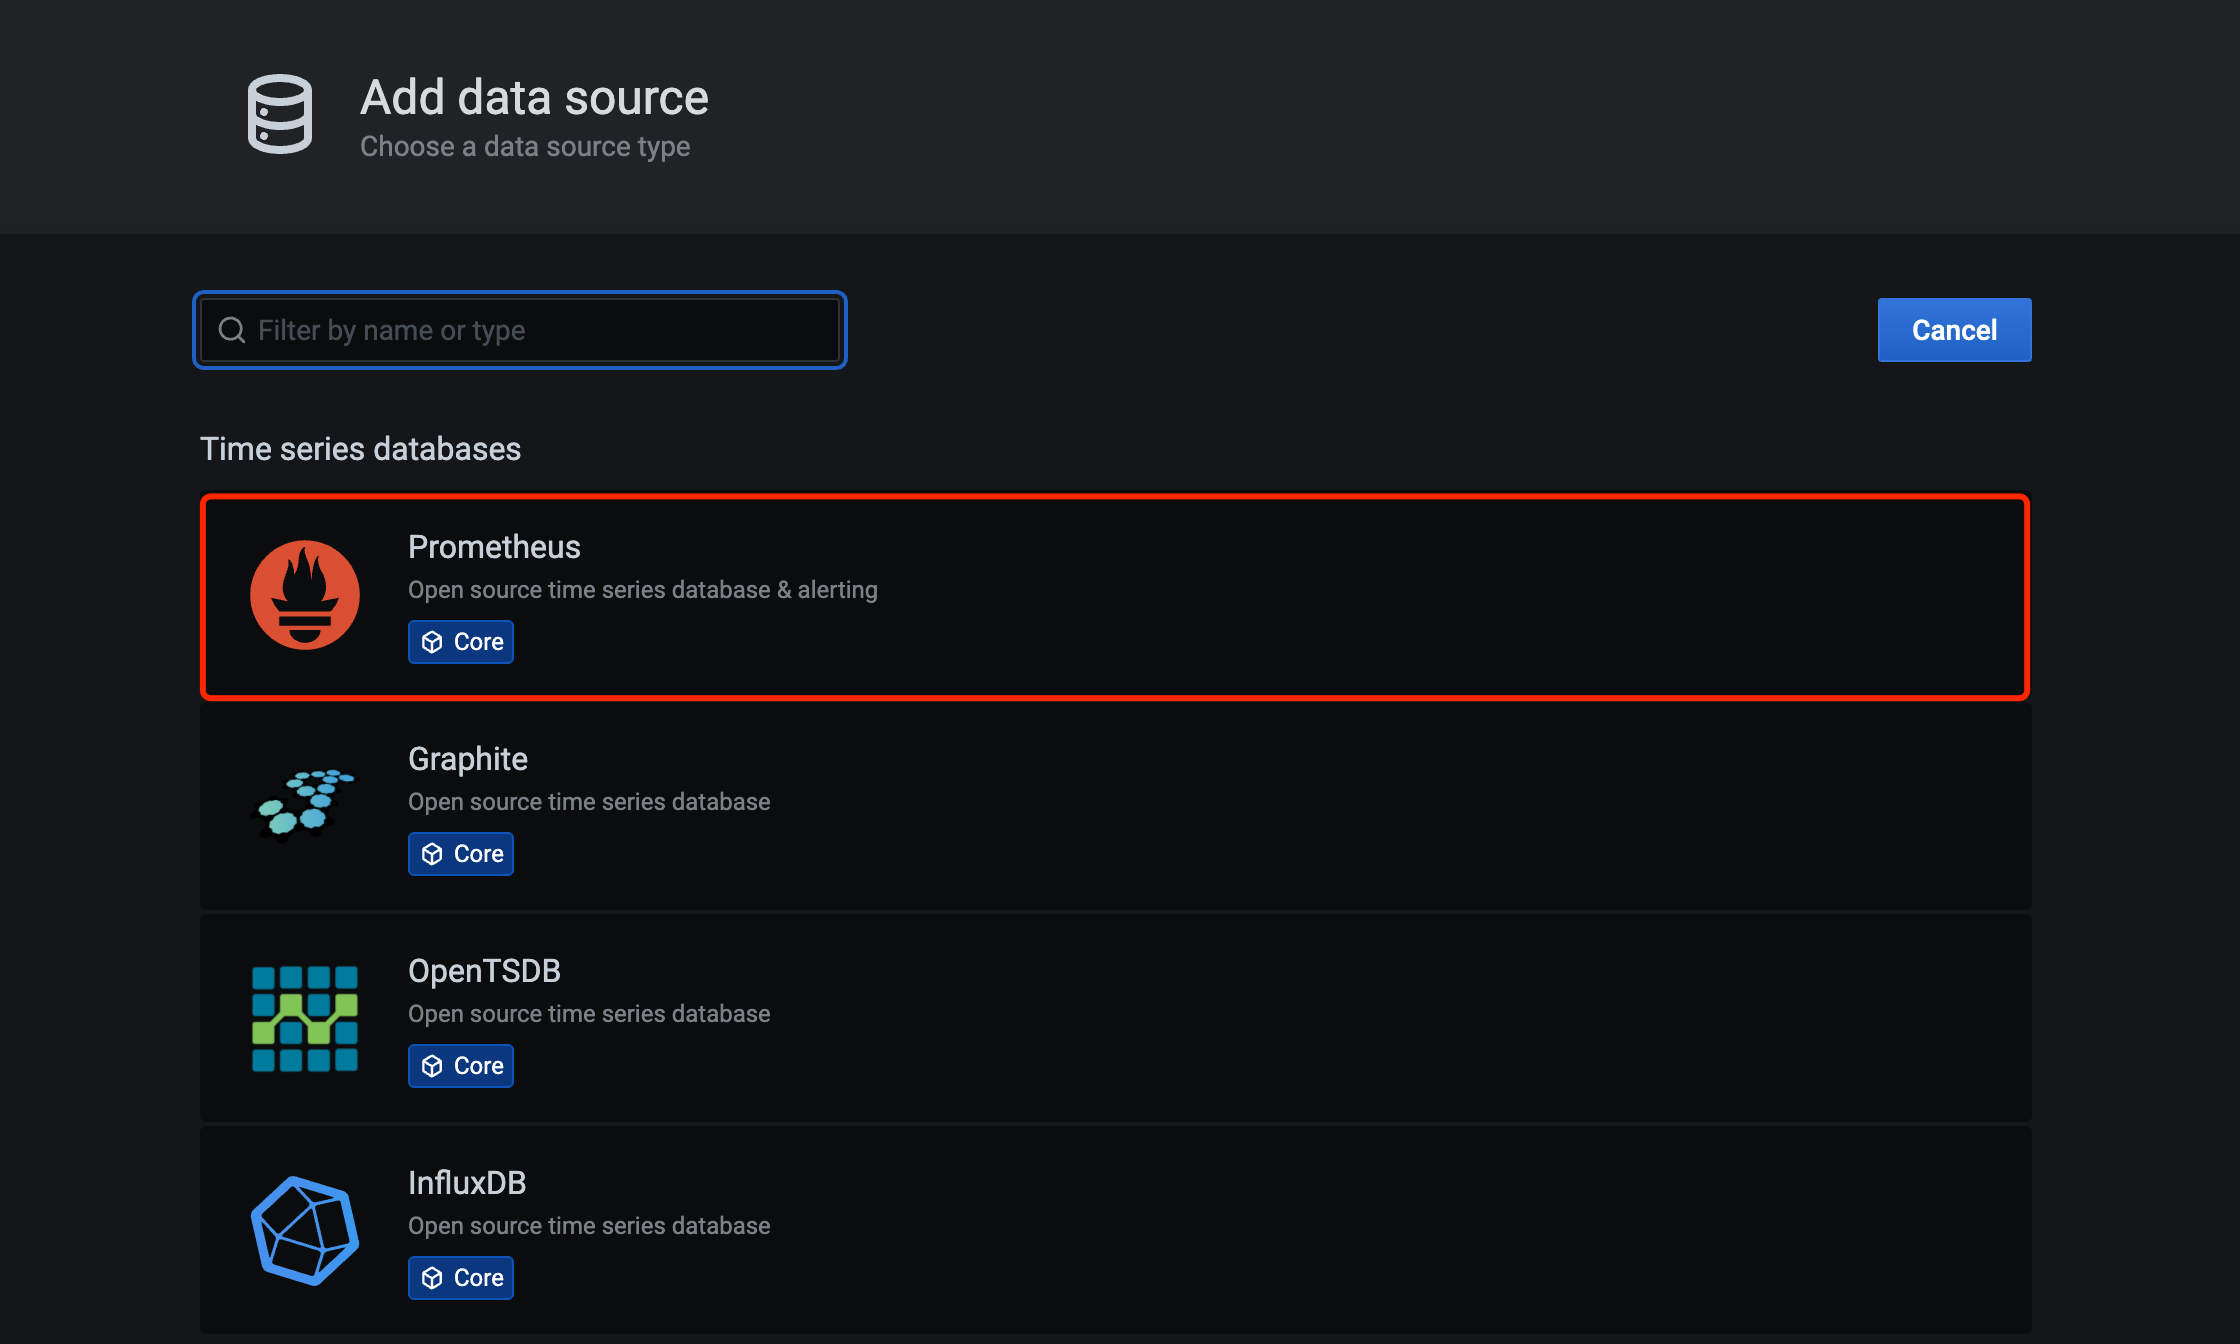 Add data source
Choose a data source type
Filter by name or type
Cancel
Time series databases
Prometheus
Open source time series database & alerting
Core
Graphite
Open source time series database
Core
OpenTSDB
Open source time series database
Core
InfluxDB
Open source time series database
Core